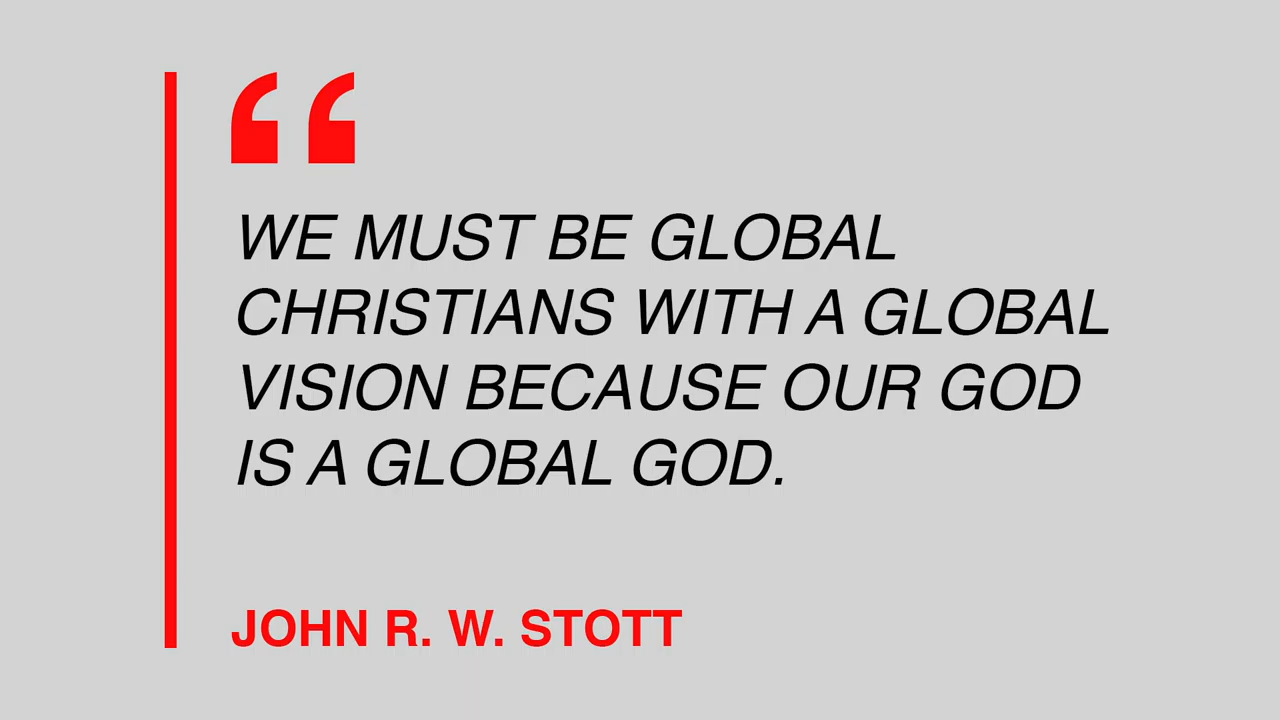 “
WE MUST BE GLOBAL
CHRISTIANS WITH A GLOBAL
VISION BECAUSE OUR GOD
IS A GLOBAL GOD.
JOHN R. W. STOTT